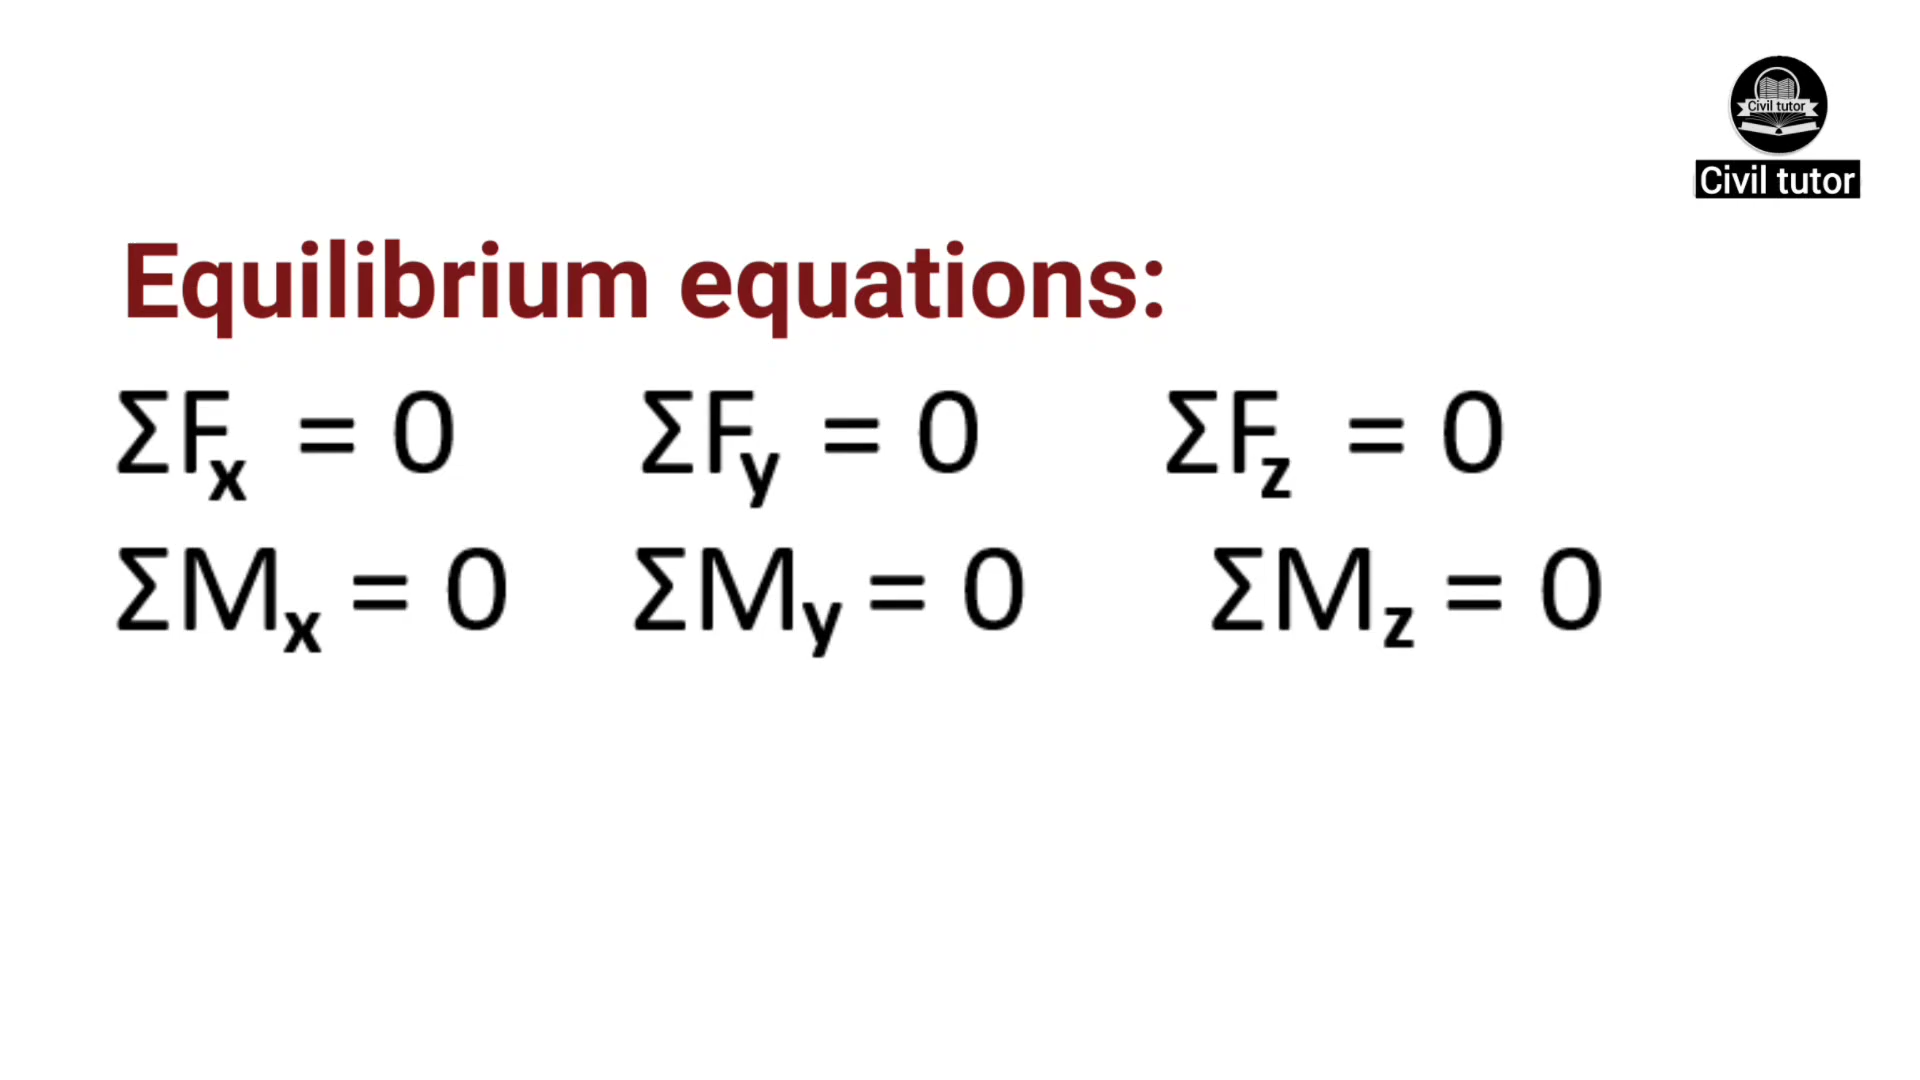 Civil tutor
Civil tutor
Equilibrium equations:
ΣFx = 0 ΣFy = 0 ΣFz = 0
ΣMx = 0 ΣMy = 0 ΣMz = 0